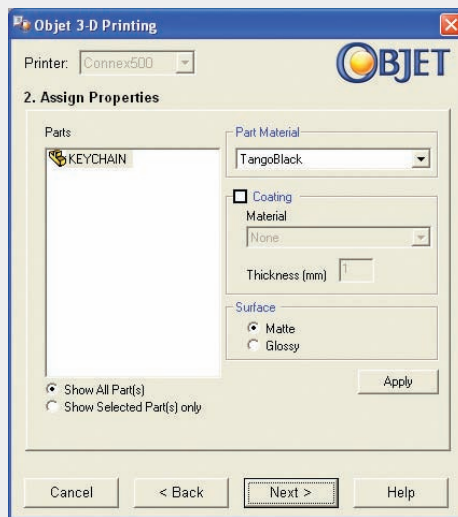 Objet 3-D Printing
Printer: Connex500
OBJET
2. Assign Properties
Parts
KEYCHAIN
Show All Part(s)
Show Selected Part(s) only
Part Material
TangoBlack
Coating
Material
None
Thickness (mm) 1
Surface
Matte
Glossy
Apply
Cancel
< Back
Next >
Help